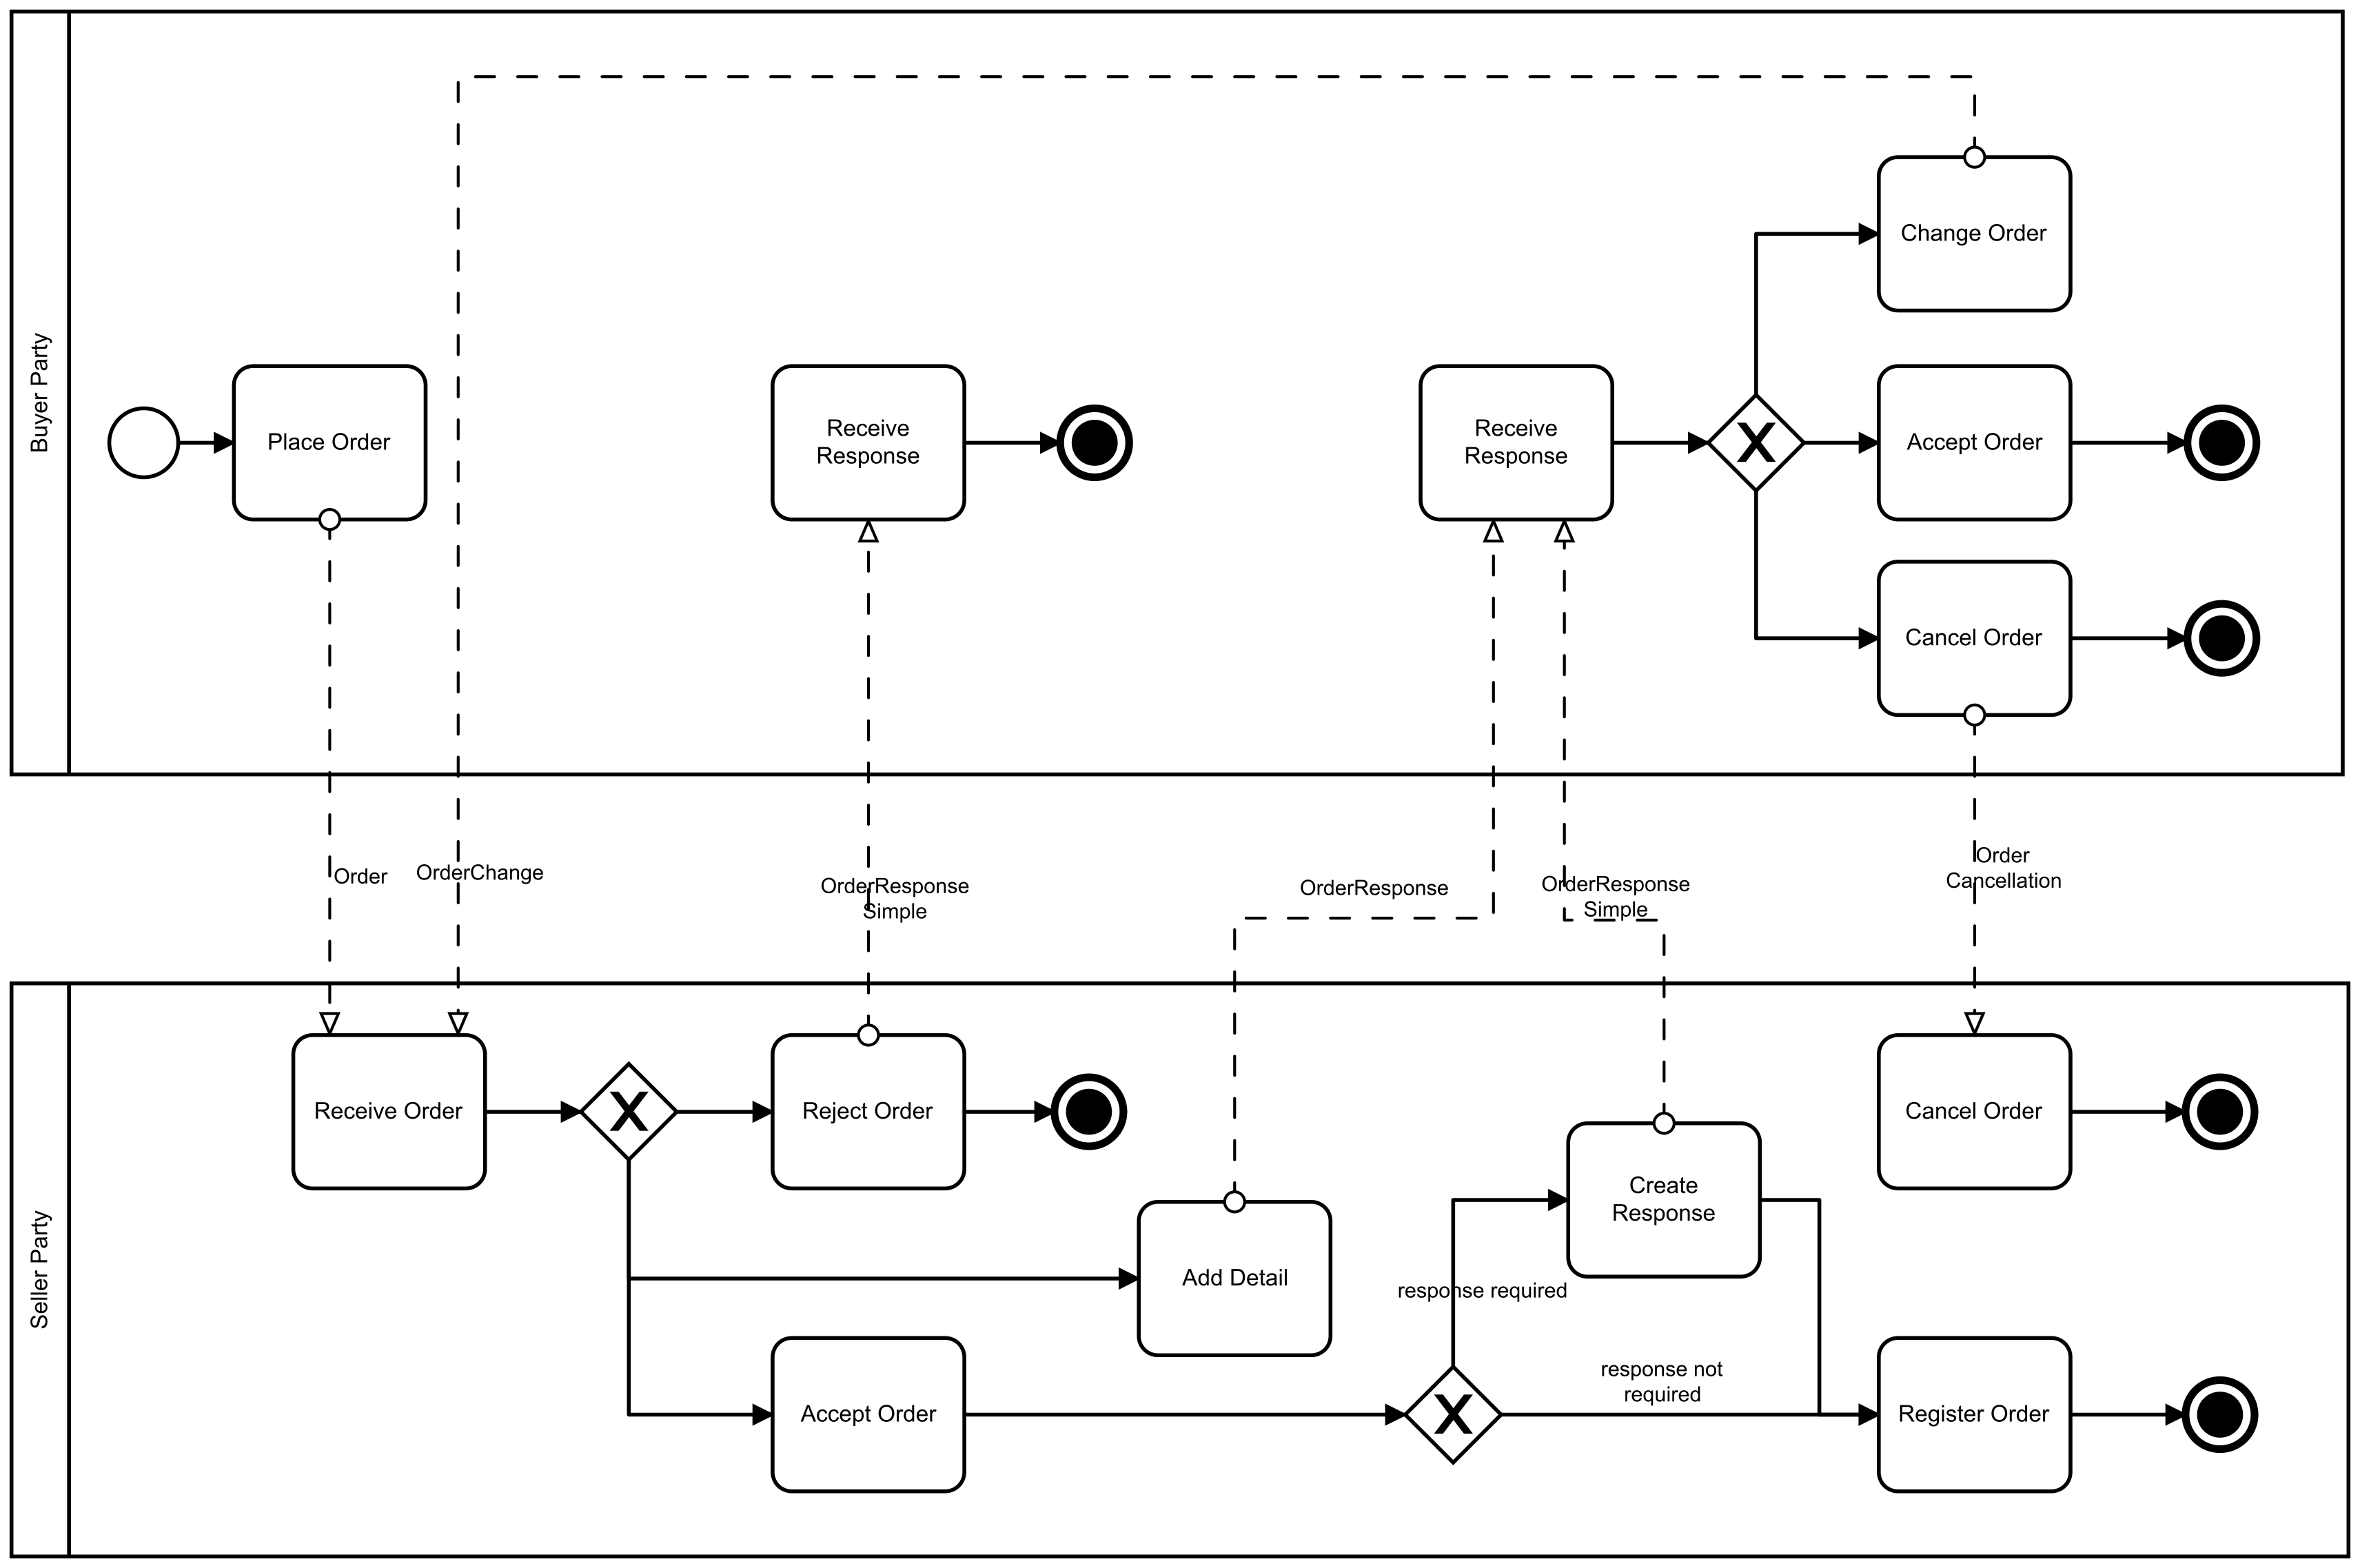 Buyer Party
Change Order
Place Order
Receive
Response
Receive
Response
X
Accept Order
Cancel Order
Order
OrderChange
OrderResponse
Simple
OrderResponse
OrderResponse
Simple
Order
Cancellation
Seller Party
Receive Order
X
Reject Order
Cancel Order
Create
Response
Add Detail
response required
response not
required
Accept Order
X
Register Order